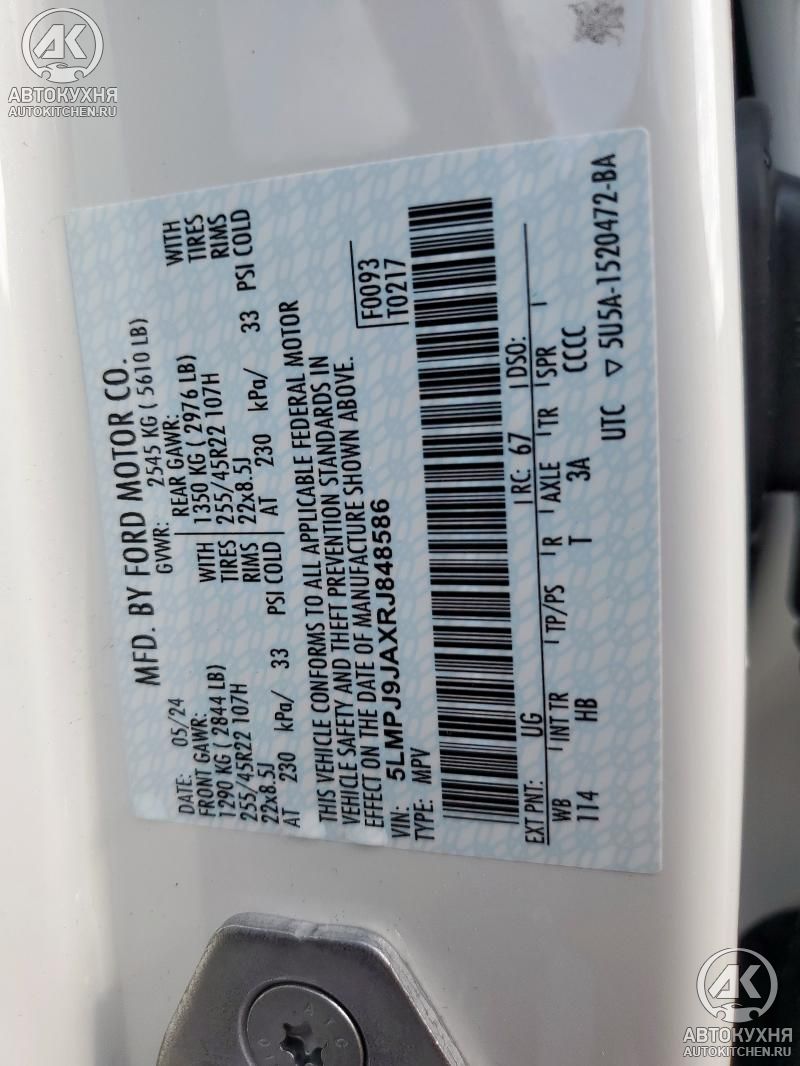 AK
АВТОКУХНЯ
AUTOKITCHEN.RU
MFD. BY FORD MOTOR CO.
DATE: 05/24 GVWR: 2545 KG ( 5610 LB)
FRONT GAWR: REAR GAWR:
1290 KG ( 2844 LB) WITH 1350 KG ( 2976 LB) WITH
255/45R22 107H TIRES 255/45R22 107H TIRES
22x8.5J RIMS 22x8.5J RIMS
AT 230 kPa/ 33 PSI COLD AT 230 kPa/ 33 PSI COLD
THIS VEHICLE CONFORMS TO ALL APPLICABLE FEDERAL MOTOR
VEHICLE SAFETY AND THEFT PREVENTION STANDARDS IN
EFFECT ON THE DATE OF MANUFACTURE SHOWN ABOVE.
VIN: 5LMPJ9JAXRJ848586
TYPE: MPV
F0093
T0217
EXT PNT: UG RC: 67 DSO:
WB INT TR TP/PS R AXLE TR SPR
114 HB T 3A CCCC
UTC ▽ 5U5A-1520472-BA
AK
АВТОКУХНЯ
AUTOKITCHEN.RU